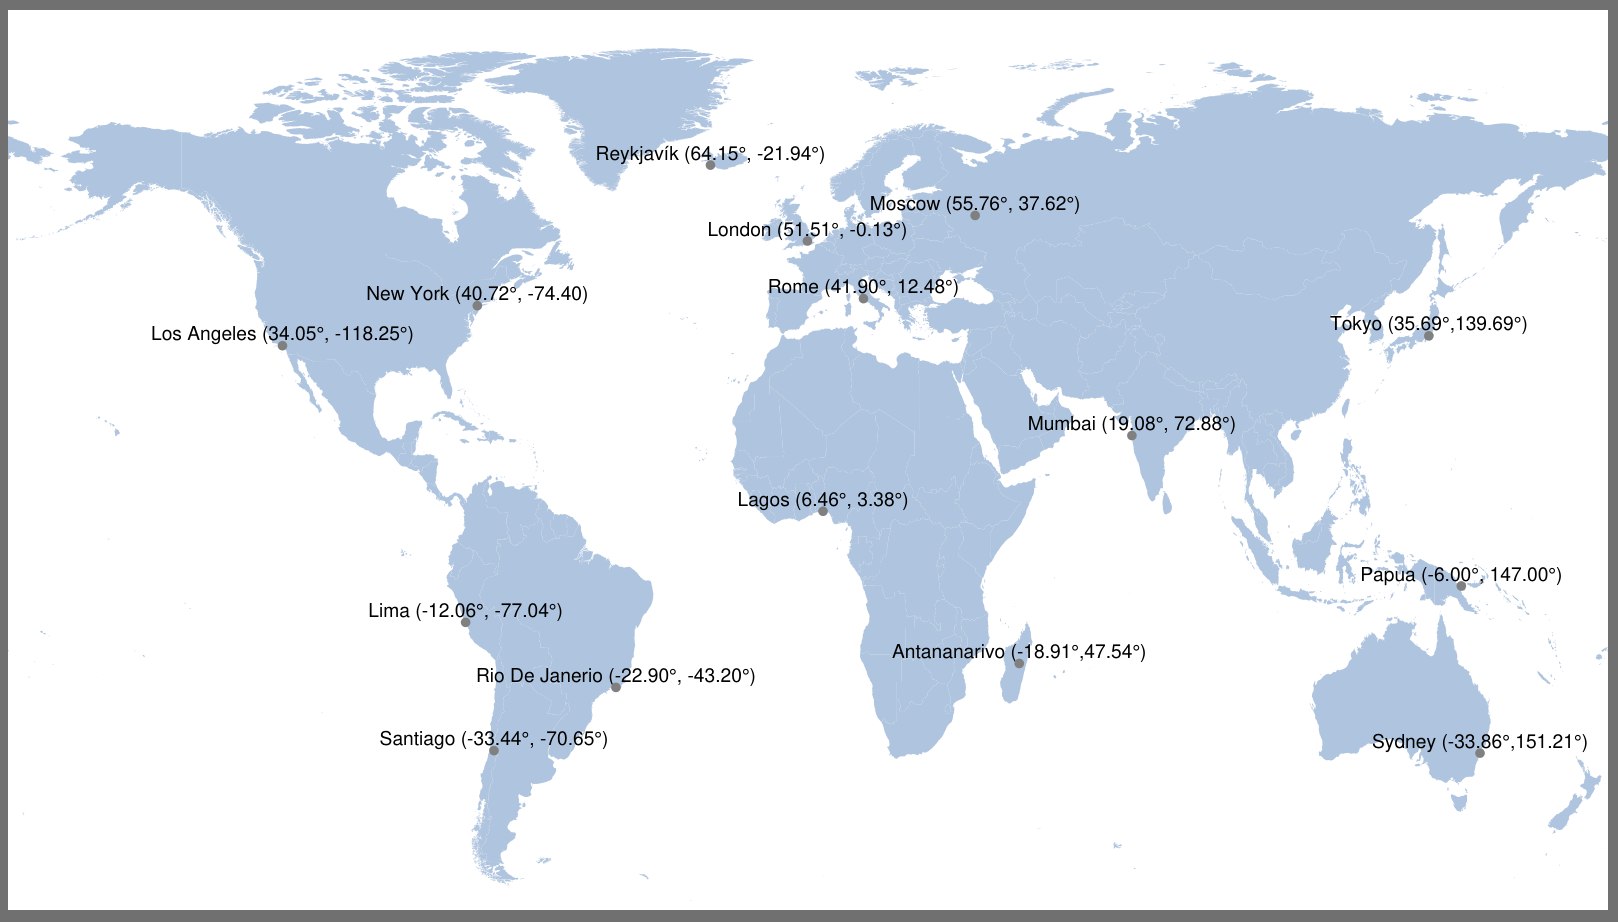 Reykjavík (64.15°, -21.94°)
Moscow (55.76°, 37.62°)
London (51.51°, -0.13°)
Rome (41.90°, 12.48°)
New York (40.72°, -74.40)
Tokyo (35.69°,139.69°)
Los Angeles (34.05°, -118.25°)
Mumbai (19.08°, 72.88°)
Lagos (6.46°, 3.38°)
Papua (-6.00°, 147.00°)
Lima (-12.06°, -77.04°)
Antananarivo (-18.91°,47.54°)
Rio De Janerio (-22.90°, -43.20°)
Santiago (-33.44°, -70.65°)
Sydney (-33.86°,151.21°)